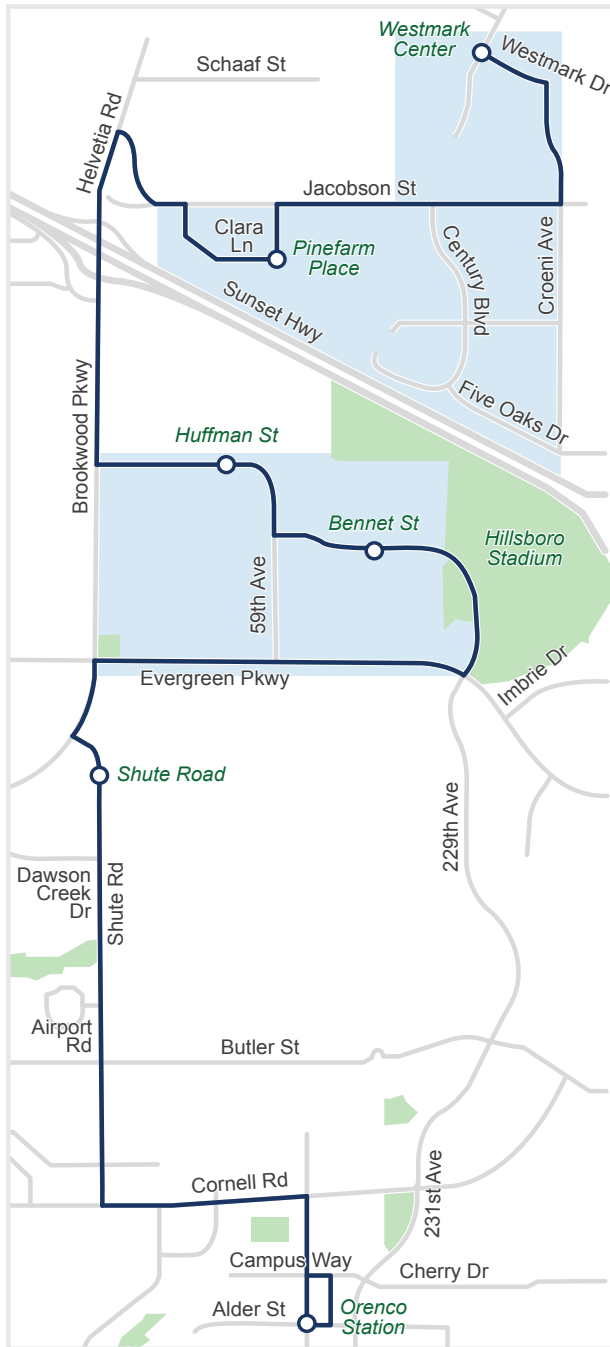 Westmark
Center
Westmark Dr
Schaaf St
Helvetia Rd
Jacobson St
Clara
Ln
Pinefarm
Place
Century Blvd
Croeni Ave
Sunset Hwy
Five Oaks Dr
Brookwood Pkwy
Huffman St
Bennet St
Hillsboro
Stadium
59th Ave
Imbrie Dr
Evergreen Pkwy
Shute Road
229th Ave
Dawson
Creek
Dr
Shute Rd
Airport
Rd
Butler St
Cornell Rd
231st Ave
Campus Way
Cherry Dr
Alder St
Orenco
Station